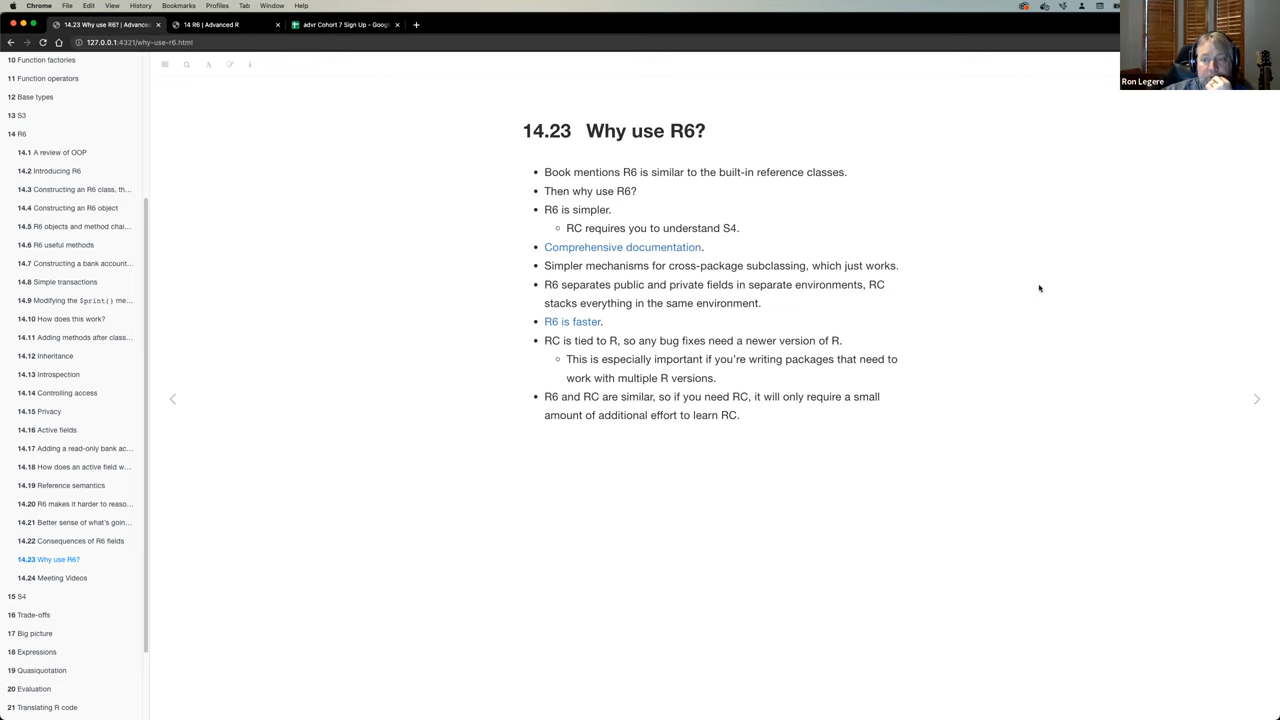 Chrome File Edit View History Bookmarks Profiles Tab Window Help
14.23 Why use R6? | Advanced
14 R6 | Advanced R
advr Cohort 7 Sign Up - Goog
127.0.0.1:4321/why-use-r6.html
Ron Legere
10 Function factories
11 Function operators
12 Base types
13 S3
14 R6
14.1 A review of OOP
14.2 Introducing R6
14.3 Constructing an R6 class, th...
14.4 Constructing an R6 object
14.5 R6 objects and method chai...
14.6 R6 useful methods
14.7 Constructing a bank account...
14.8 Simple transactions
14.9 Modifying the $print() me...
14.10 How does this work?
14.11 Adding methods after class...
14.12 Inheritance
14.13 Introspection
14.14 Controlling access
14.15 Privacy
14.16 Active fields
14.17 Adding a read-only bank ac...
14.18 How does an active field w...
14.19 Reference semantics
14.20 R6 makes it harder to reaso...
14.21 Better sense of what's goin...
14.22 Consequences of R6 fields
14.23 Why use R6?
14.24 Meeting Videos
15 S4
16 Trade-offs
17 Big picture
18 Expressions
19 Quasiquotation
20 Evaluation
21 Translating R code
14.23 Why use R6?
• Book mentions R6 is similar to the built-in reference classes.
• Then why use R6?
• R6 is simpler.
◦ RC requires you to understand S4.
• Comprehensive documentation.
• Simpler mechanisms for cross-package subclassing, which just works.
• R6 separates public and private fields in separate environments, RC
stacks everything in the same environment.
• R6 is faster.
• RC is tied to R, so any bug fixes need a newer version of R.
◦ This is especially important if you're writing packages that need to
work with multiple R versions.
• R6 and RC are similar, so if you need RC, it will only require a small
amount of additional effort to learn RC.